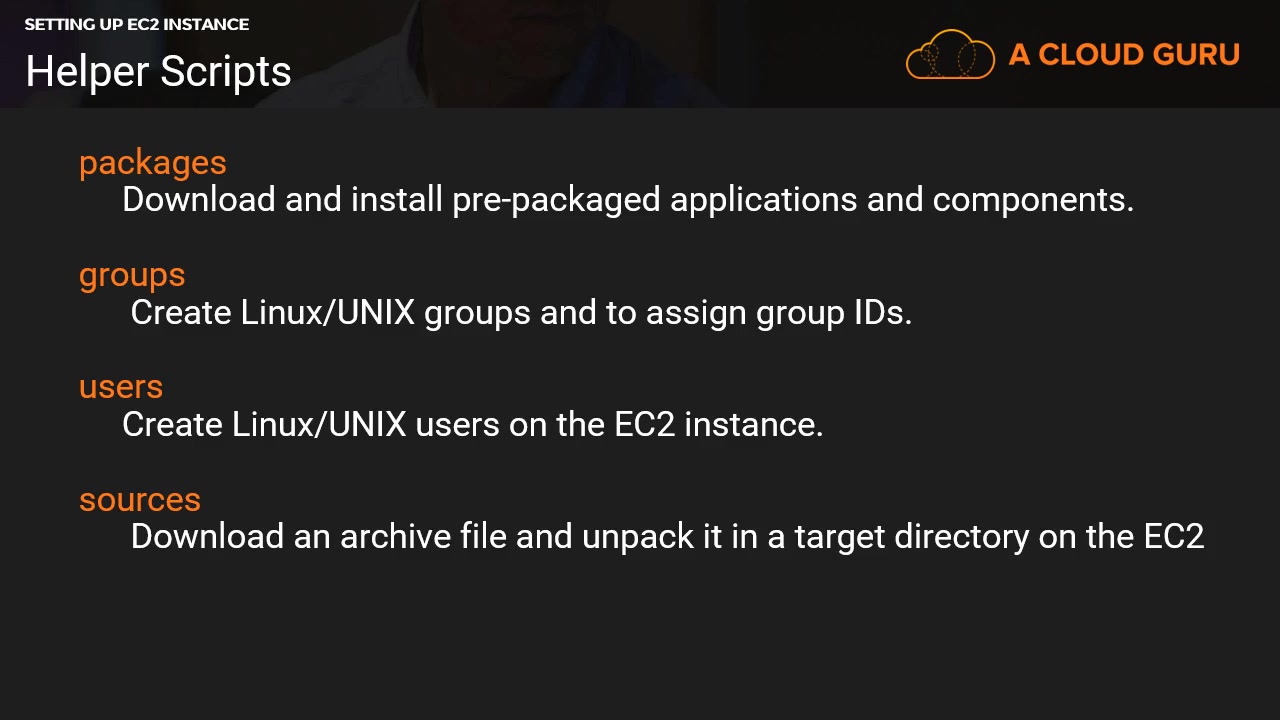 SETTING UP EC2 INSTANCE
Helper Scripts
A CLOUD GURU
packages
Download and install pre-packaged applications and components.
groups
Create Linux/UNIX groups and to assign group IDs.
users
Create Linux/UNIX users on the EC2 instance.
sources
Download an archive file and unpack it in a target directory on the EC2